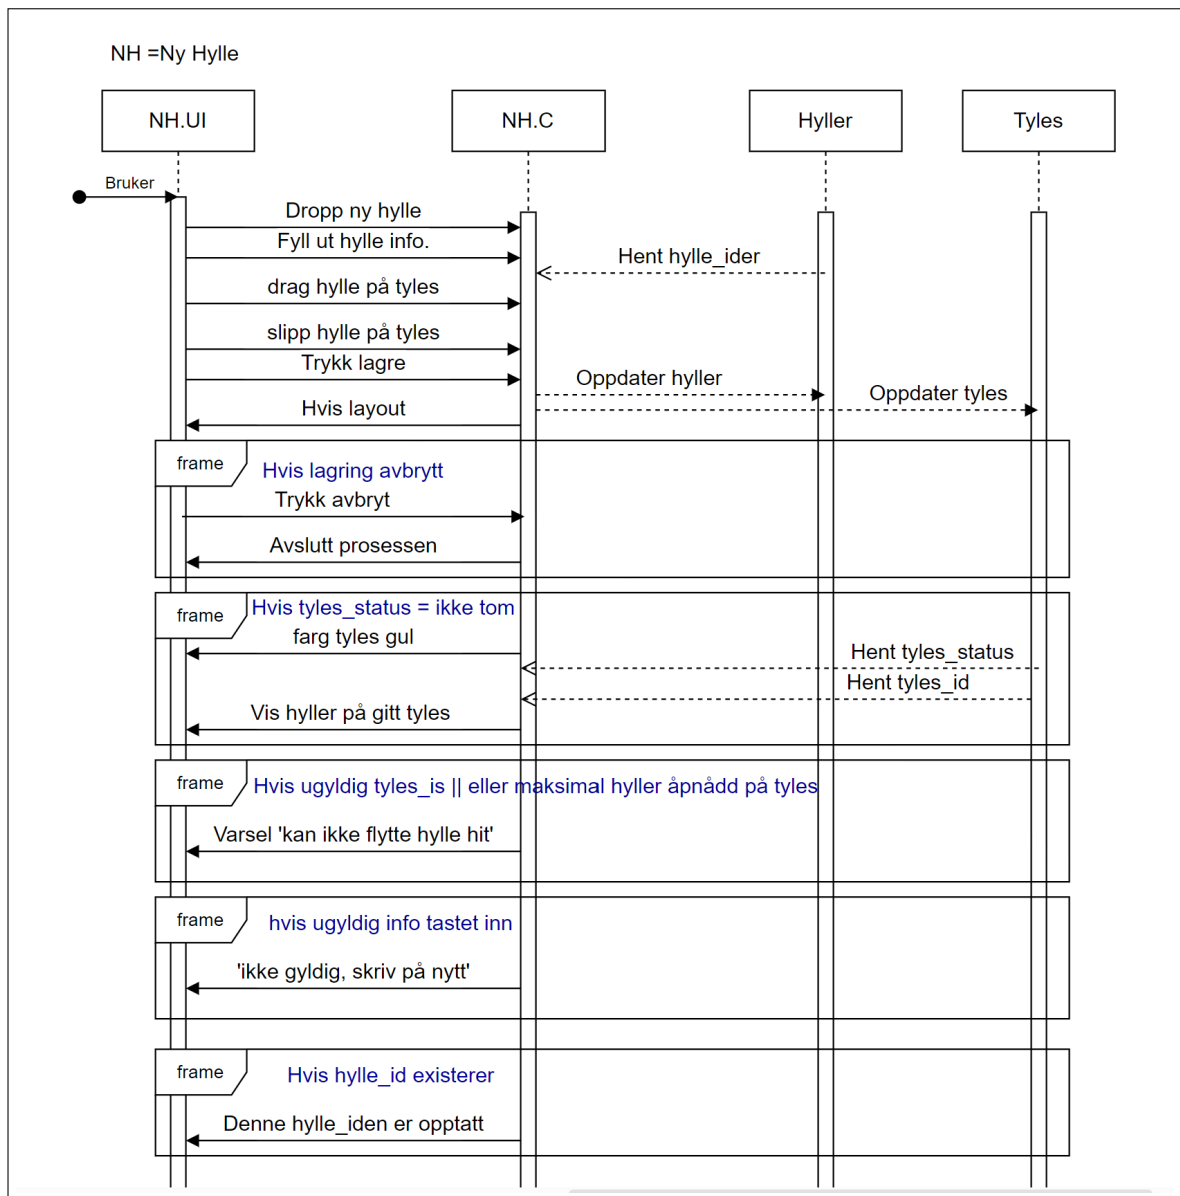 NH =Ny Hylle
NH.UI
NH.C
Hyller
Tyles
Bruker
Dropp ny hylle
Fyll ut hylle info.
Hent hylle_ider
drag hylle på tyles
slipp hylle på tyles
Trykk lagre
Oppdater hyller
Oppdater tyles
Hvis layout
frame
Hvis lagring avbrytt
Trykk avbryt
Avslutt prosessen
frame
Hvis tyles_status = ikke tom
farg tyles gul
Hent tyles_status
Hent tyles_id
Vis hyller på gitt tyles
frame
Hvis ugyldig tyles_is || eller maksimal hyller åpnådd på tyles
Varsel 'kan ikke flytte hylle hit'
frame
hvis ugyldig info tastet inn
'ikke gyldig, skriv på nytt'
frame
Hvis hylle_id existerer
Denne hylle_iden er opptatt